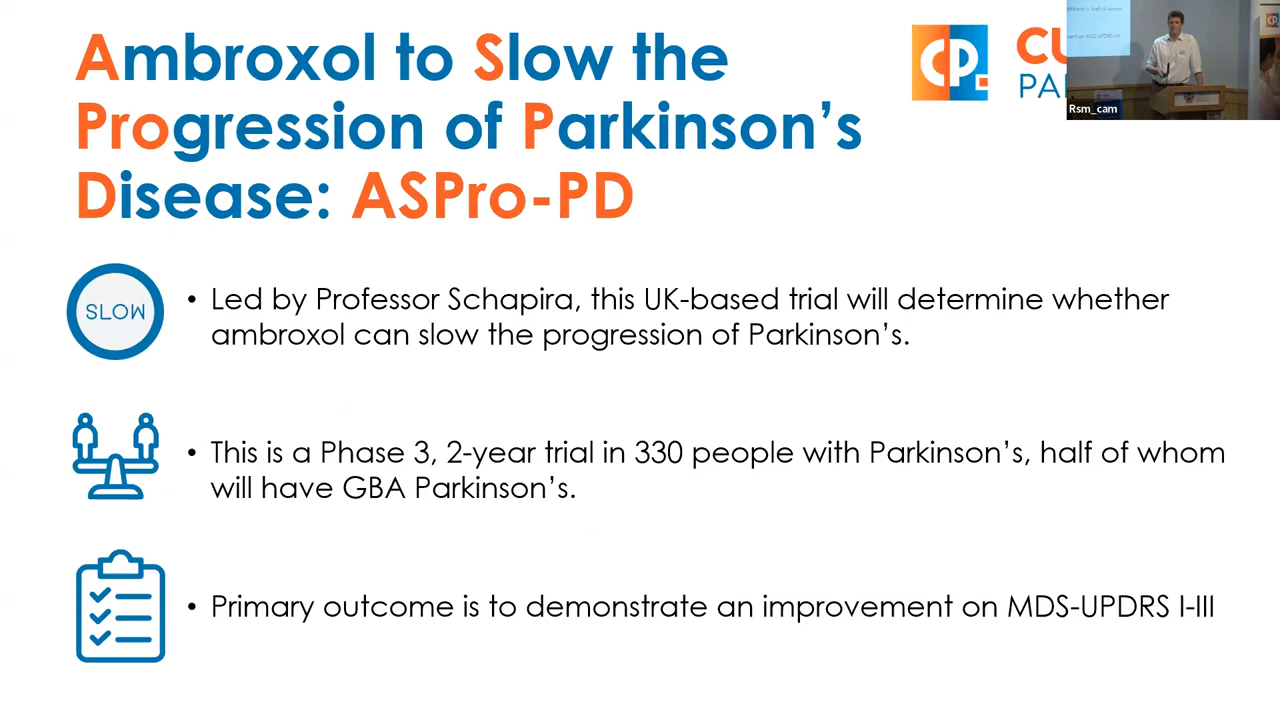 Ambroxol to Slow the
Progression of Parkinson's
Disease: ASPro-PD
CP.
Rsm_cam
SLOW
• Led by Professor Schapira, this UK-based trial will determine whether
ambroxol can slow the progression of Parkinson's.
• This is a Phase 3, 2-year trial in 330 people with Parkinson's, half of whom
will have GBA Parkinson's.
• Primary outcome is to demonstrate an improvement on MDS-UPDRS I-III